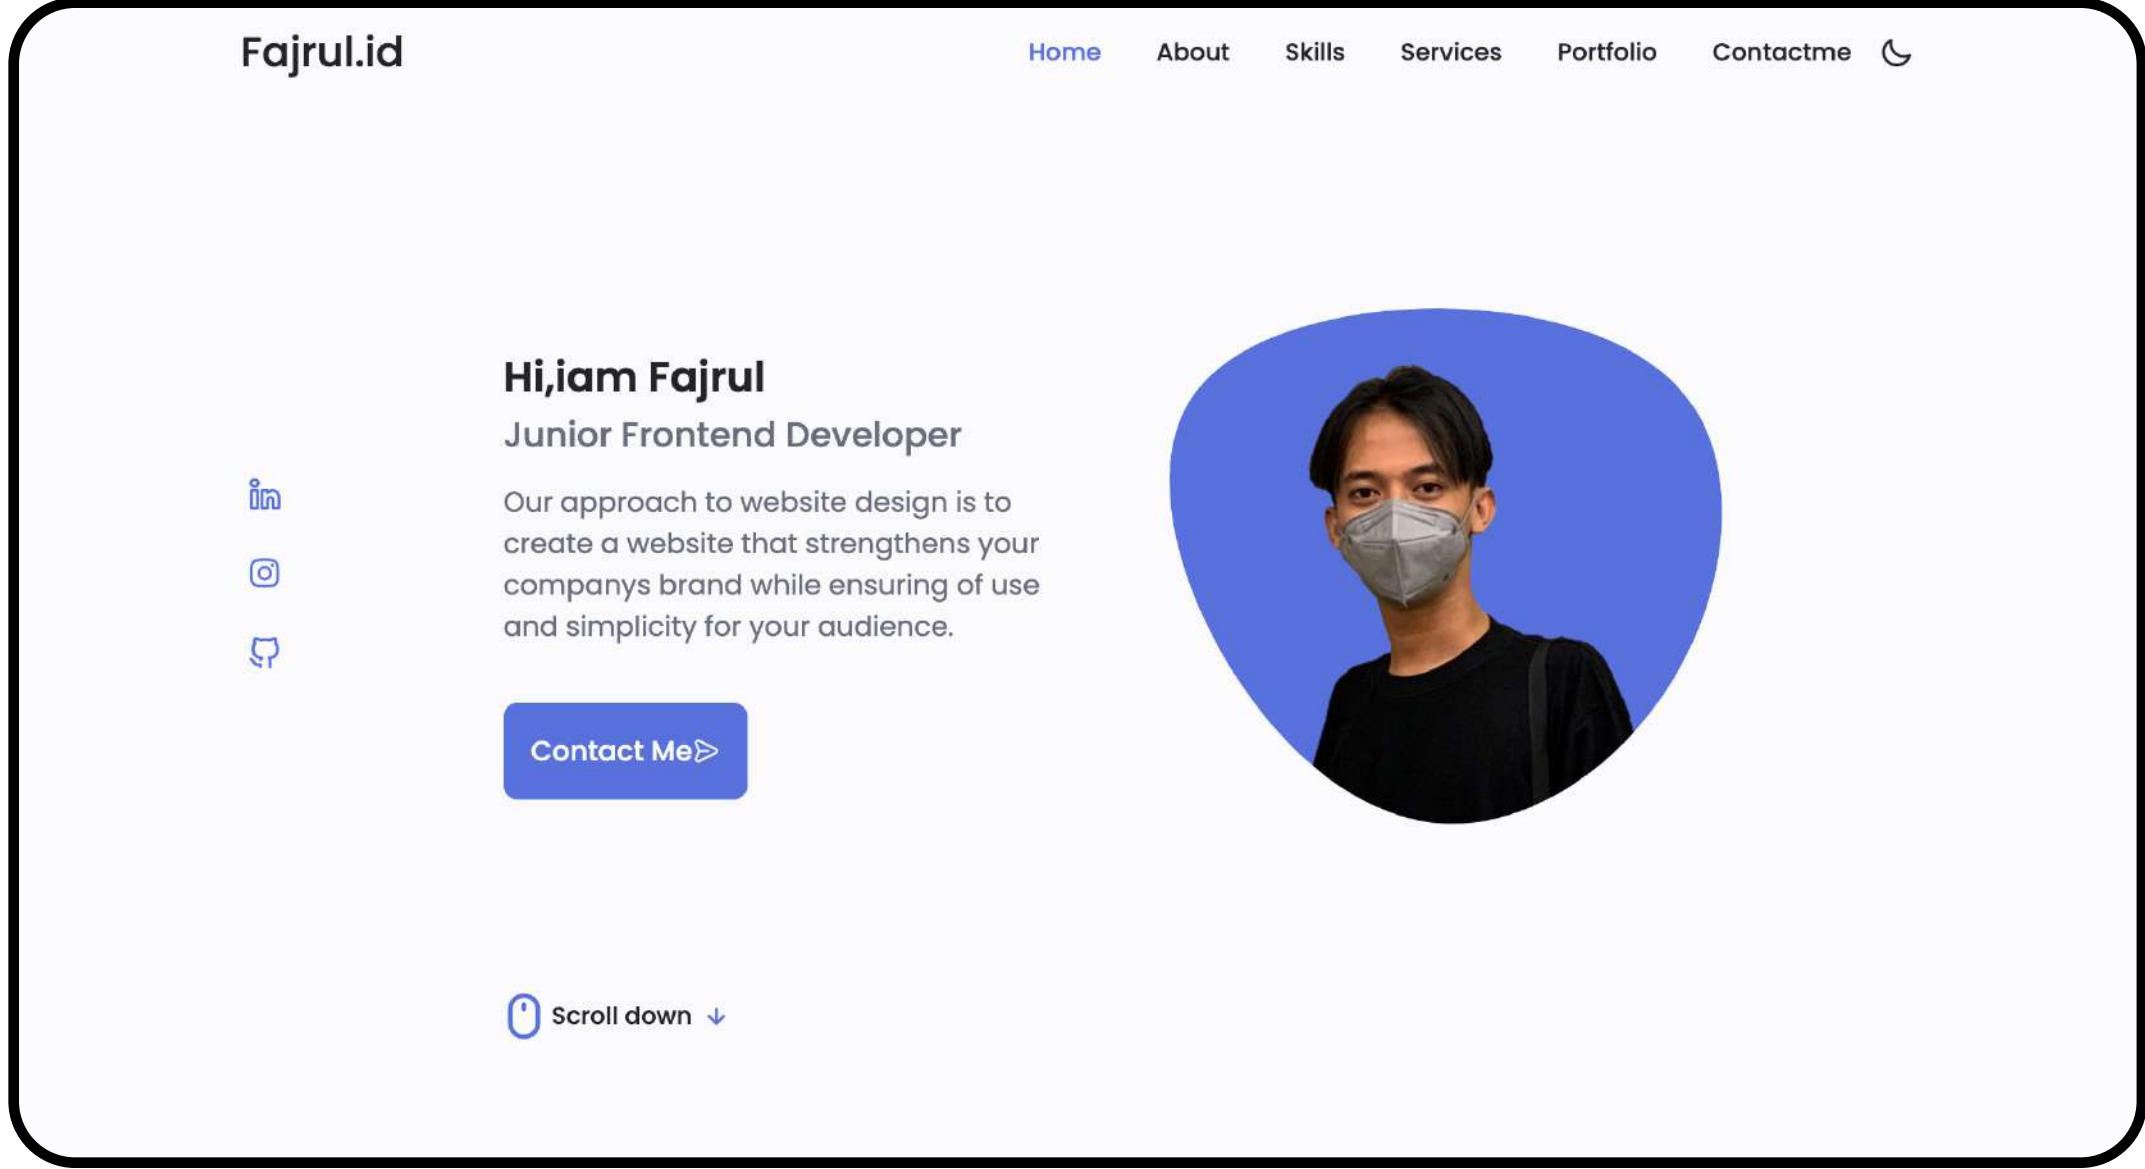 Fajrul.id
Home About Skills Services Portfolio Contactme
Hi,iam Fajrul
Junior Frontend Developer
Our approach to website design is to
create a website that strengthens your
companys brand while ensuring of use
and simplicity for your audience.
Contact Me
Scroll down